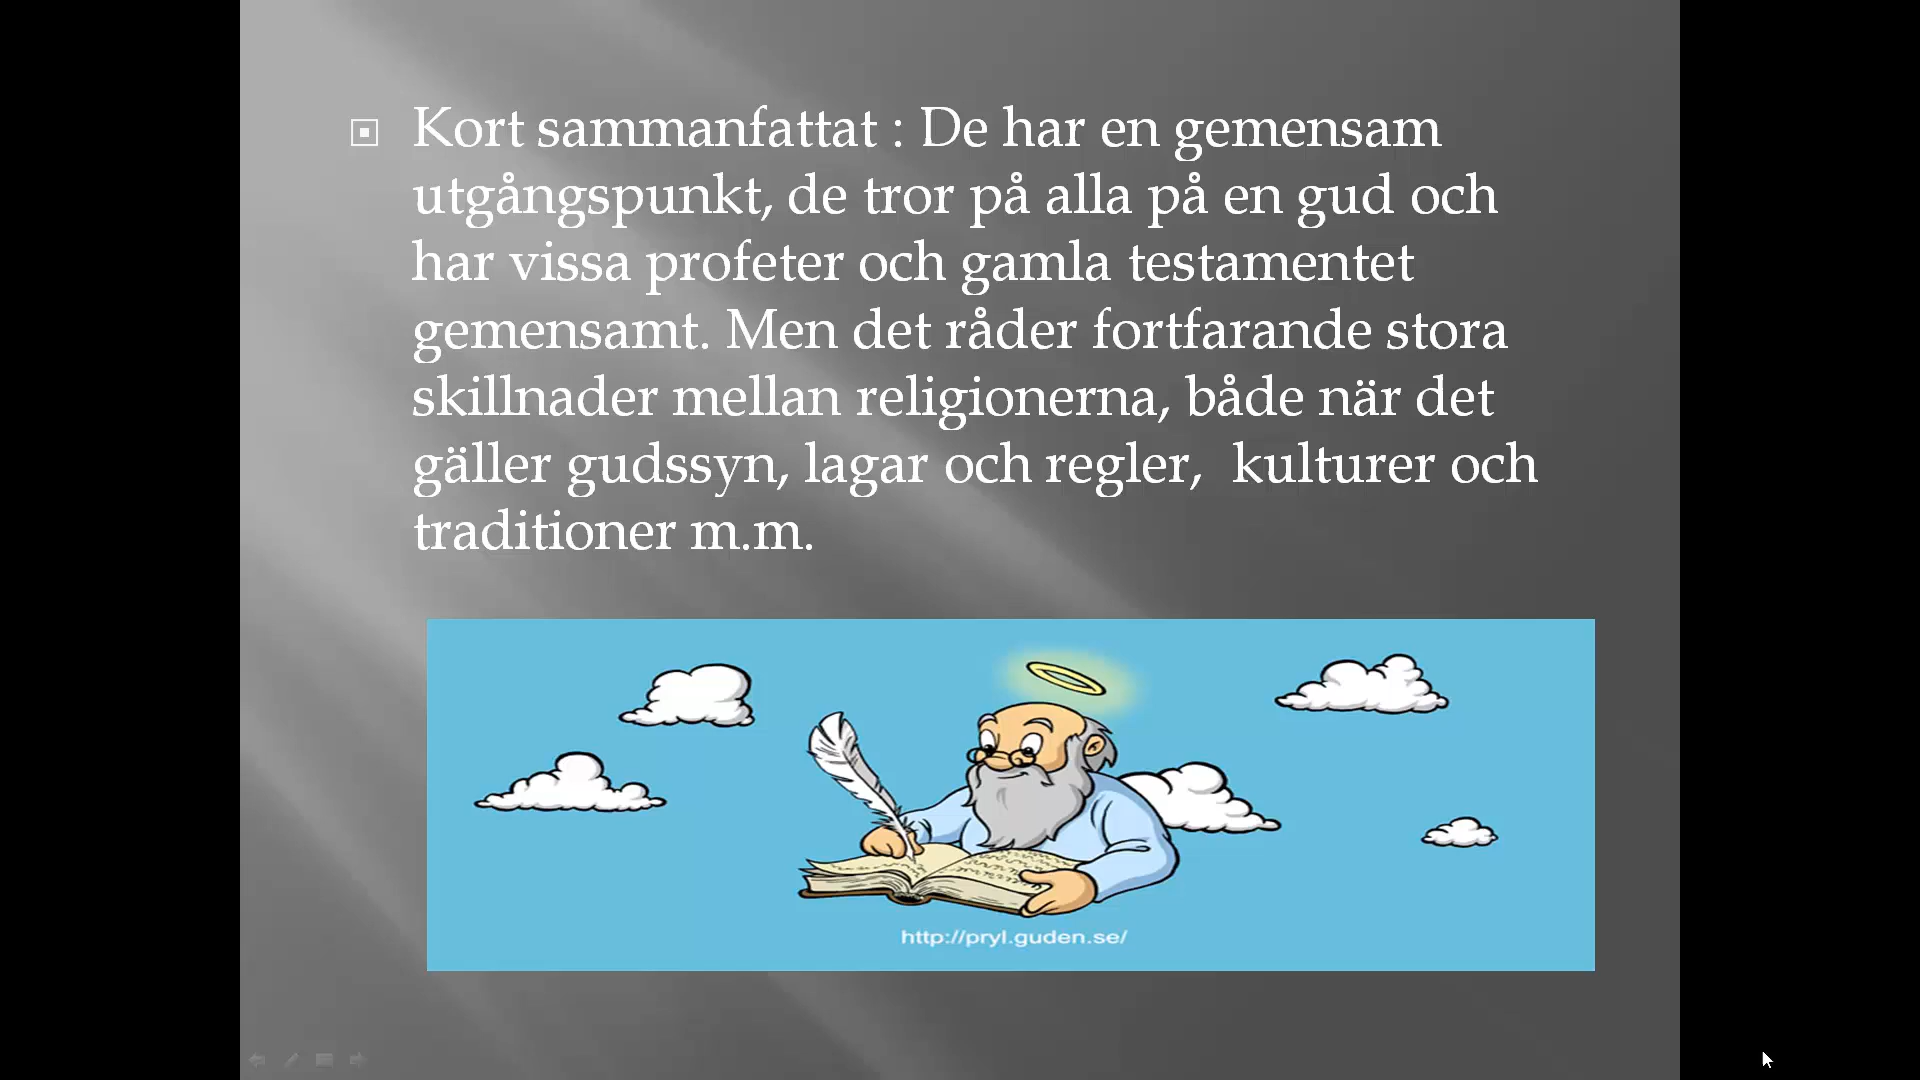 Kort sammanfattat : De har en gemensam
utgångspunkt, de tror på alla på en gud och
har vissa profeter och gamla testamentet
gemensamt. Men det råder fortfarande stora
skillnader mellan religionerna, både när det
gäller gudssyn, lagar och regler,  kulturer och
traditioner m.m.
http://pryl.guden.se/